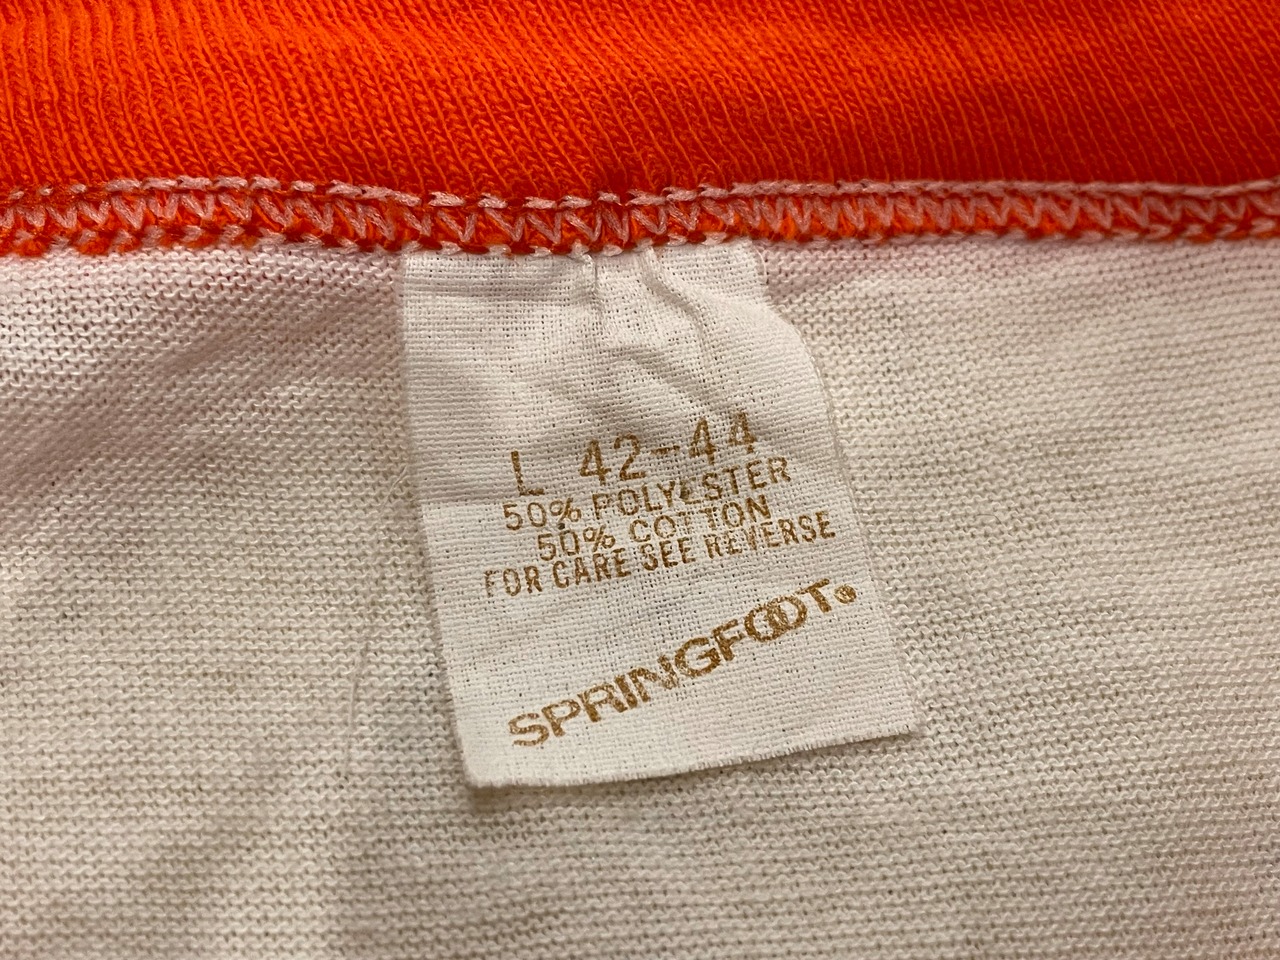 L 42-44
50% POLYESTER
50% COTTON
FOR CARE SEE REVERSE
SPRINGFOOT®